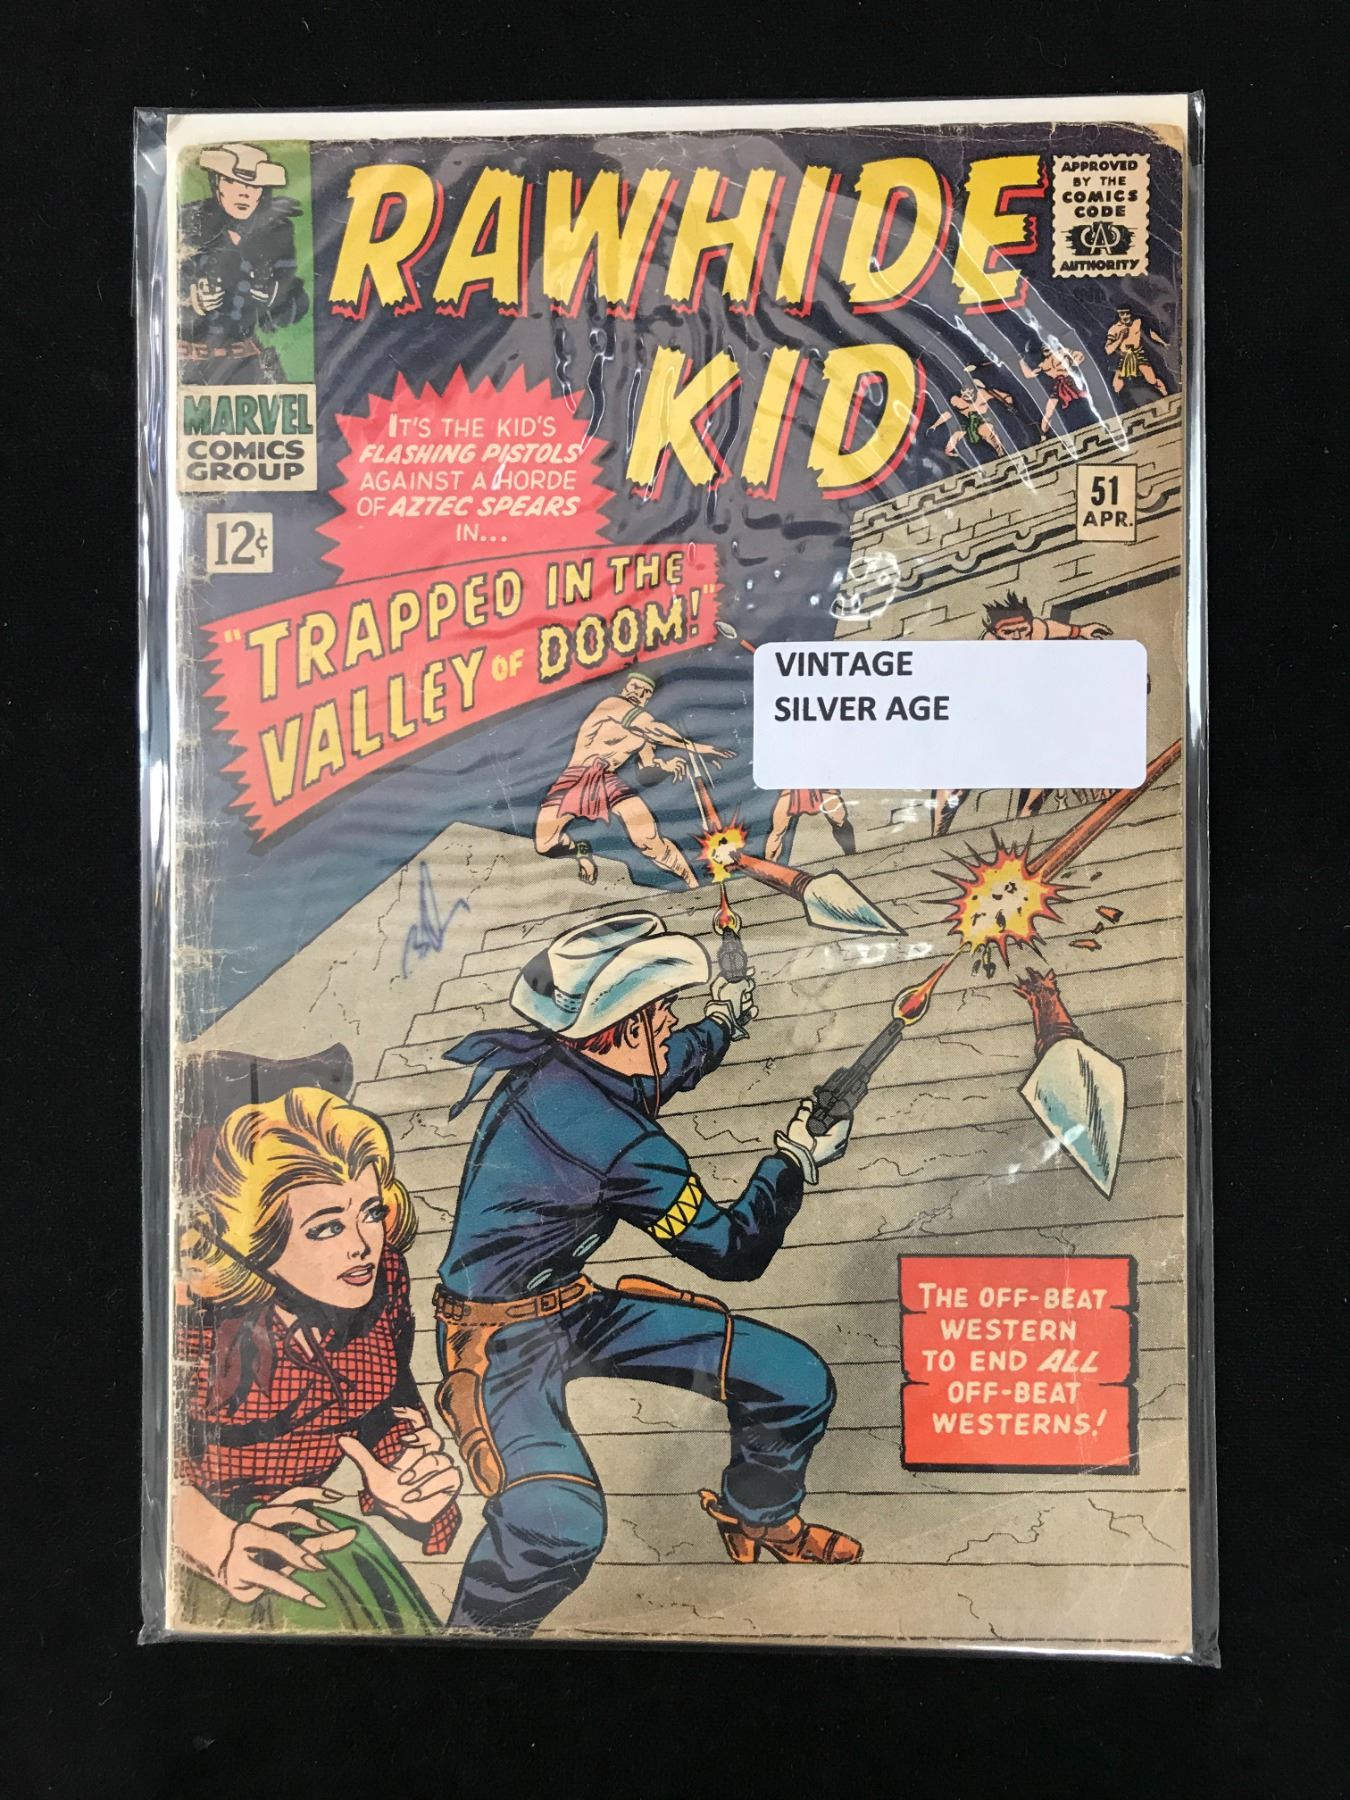 RAWHIDE
KID
APPROVED
BY THE
COMICS
CODE
CA
AUTHORITY
MARVEL
COMICS
GROUP
12¢
IT'S THE KID'S
FLASHING PISTOLS
AGAINST A HORDE
OF AZTEC SPEARS
IN...
51
APR.
"TRAPPED IN THE
VALLEY OF DOOM!"
VINTAGE
SILVER AGE
THE OFF-BEAT
WESTERN
TO END ALL
OFF-BEAT
WESTERNS!